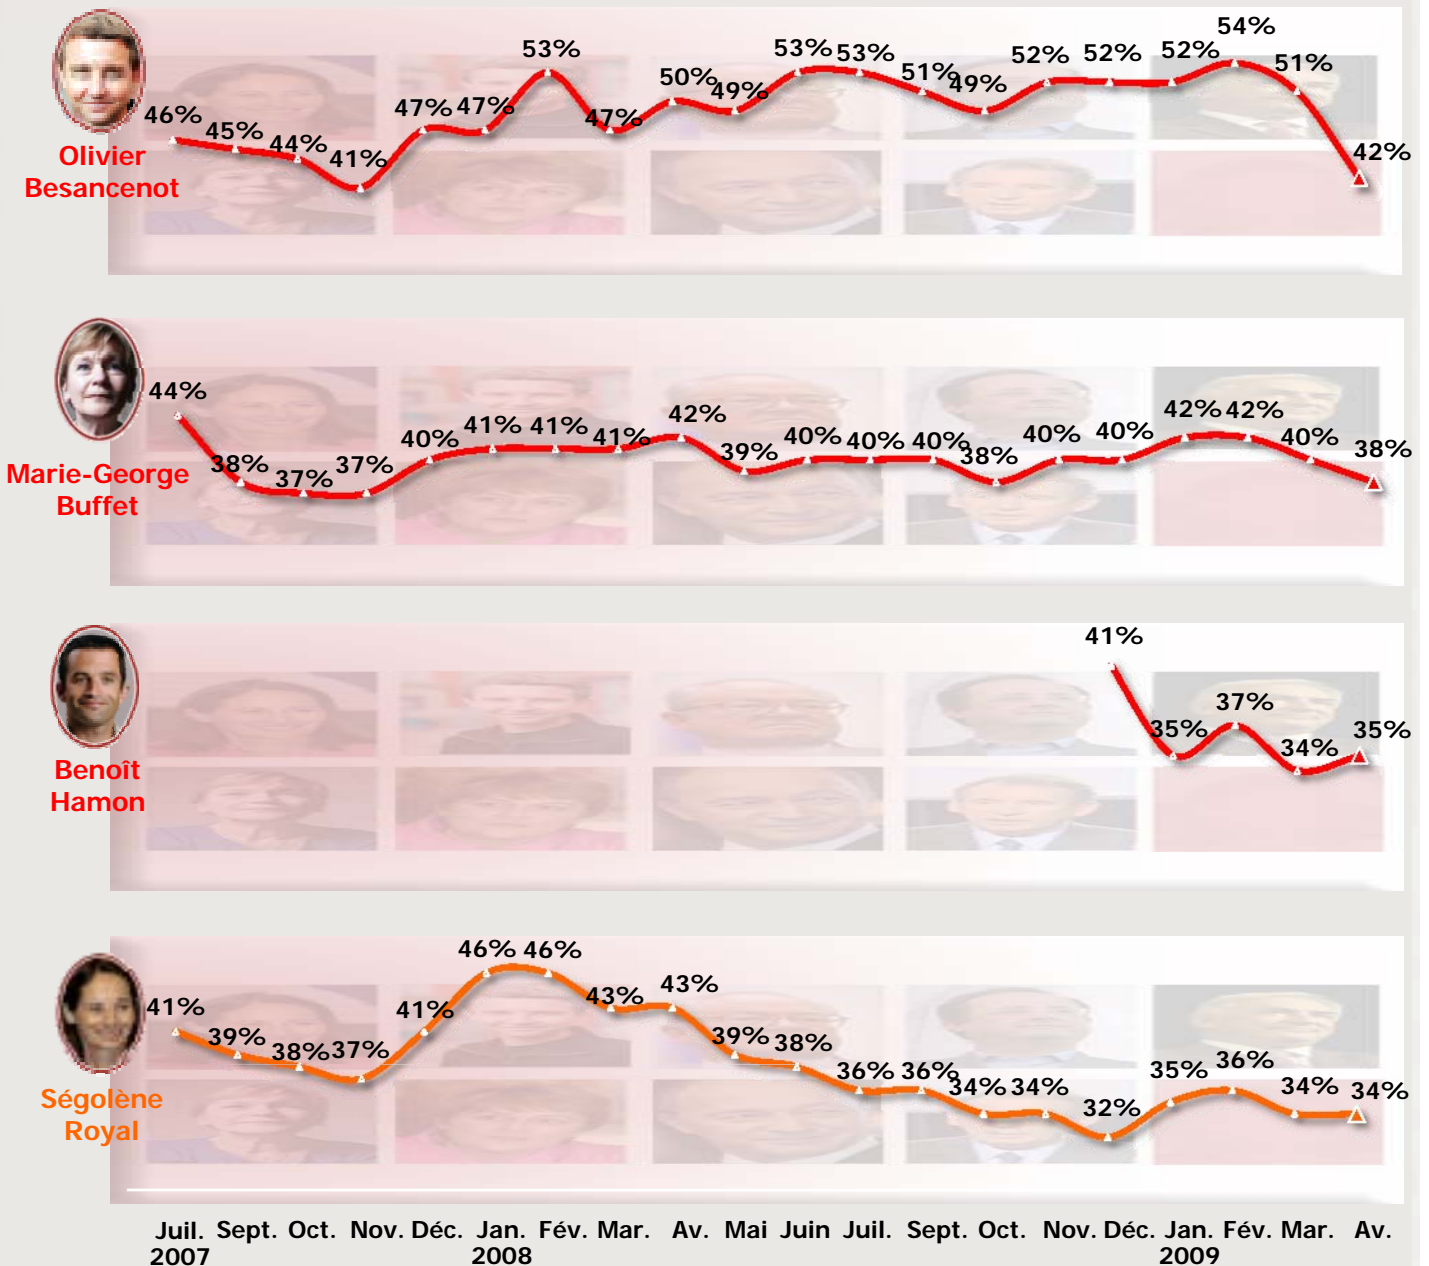 46% 45% 44% 41% 47% 47% 53% 47% 50% 49% 53% 53% 51% 49% 52% 52% 52% 54% 51% 42%
Olivier
Besancenot
44% 38% 37% 37% 40% 41% 41% 41% 42% 39% 40% 40% 40% 38% 40% 40% 42% 42% 40% 38%
Marie-George
Buffet
41% 35% 37% 34% 35%
Benoît
Hamon
41% 39% 38% 37% 41% 46% 46% 43% 43% 39% 38% 36% 36% 34% 34% 32% 35% 36% 34% 34%
Ségolène
Royal
Juil. Sept. Oct. Nov. Déc. Jan. Fév. Mar. Av. Mai Juin Juil. Sept. Oct. Nov. Déc. Jan. Fév. Mar. Av.
2007 2008 2009